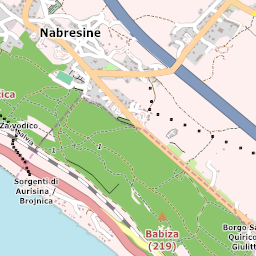 Nabresine
Sorgenti di
Aurisina /
Brojnica
Babiza
(219)
Borgo Sa
Quirico
Giulitt